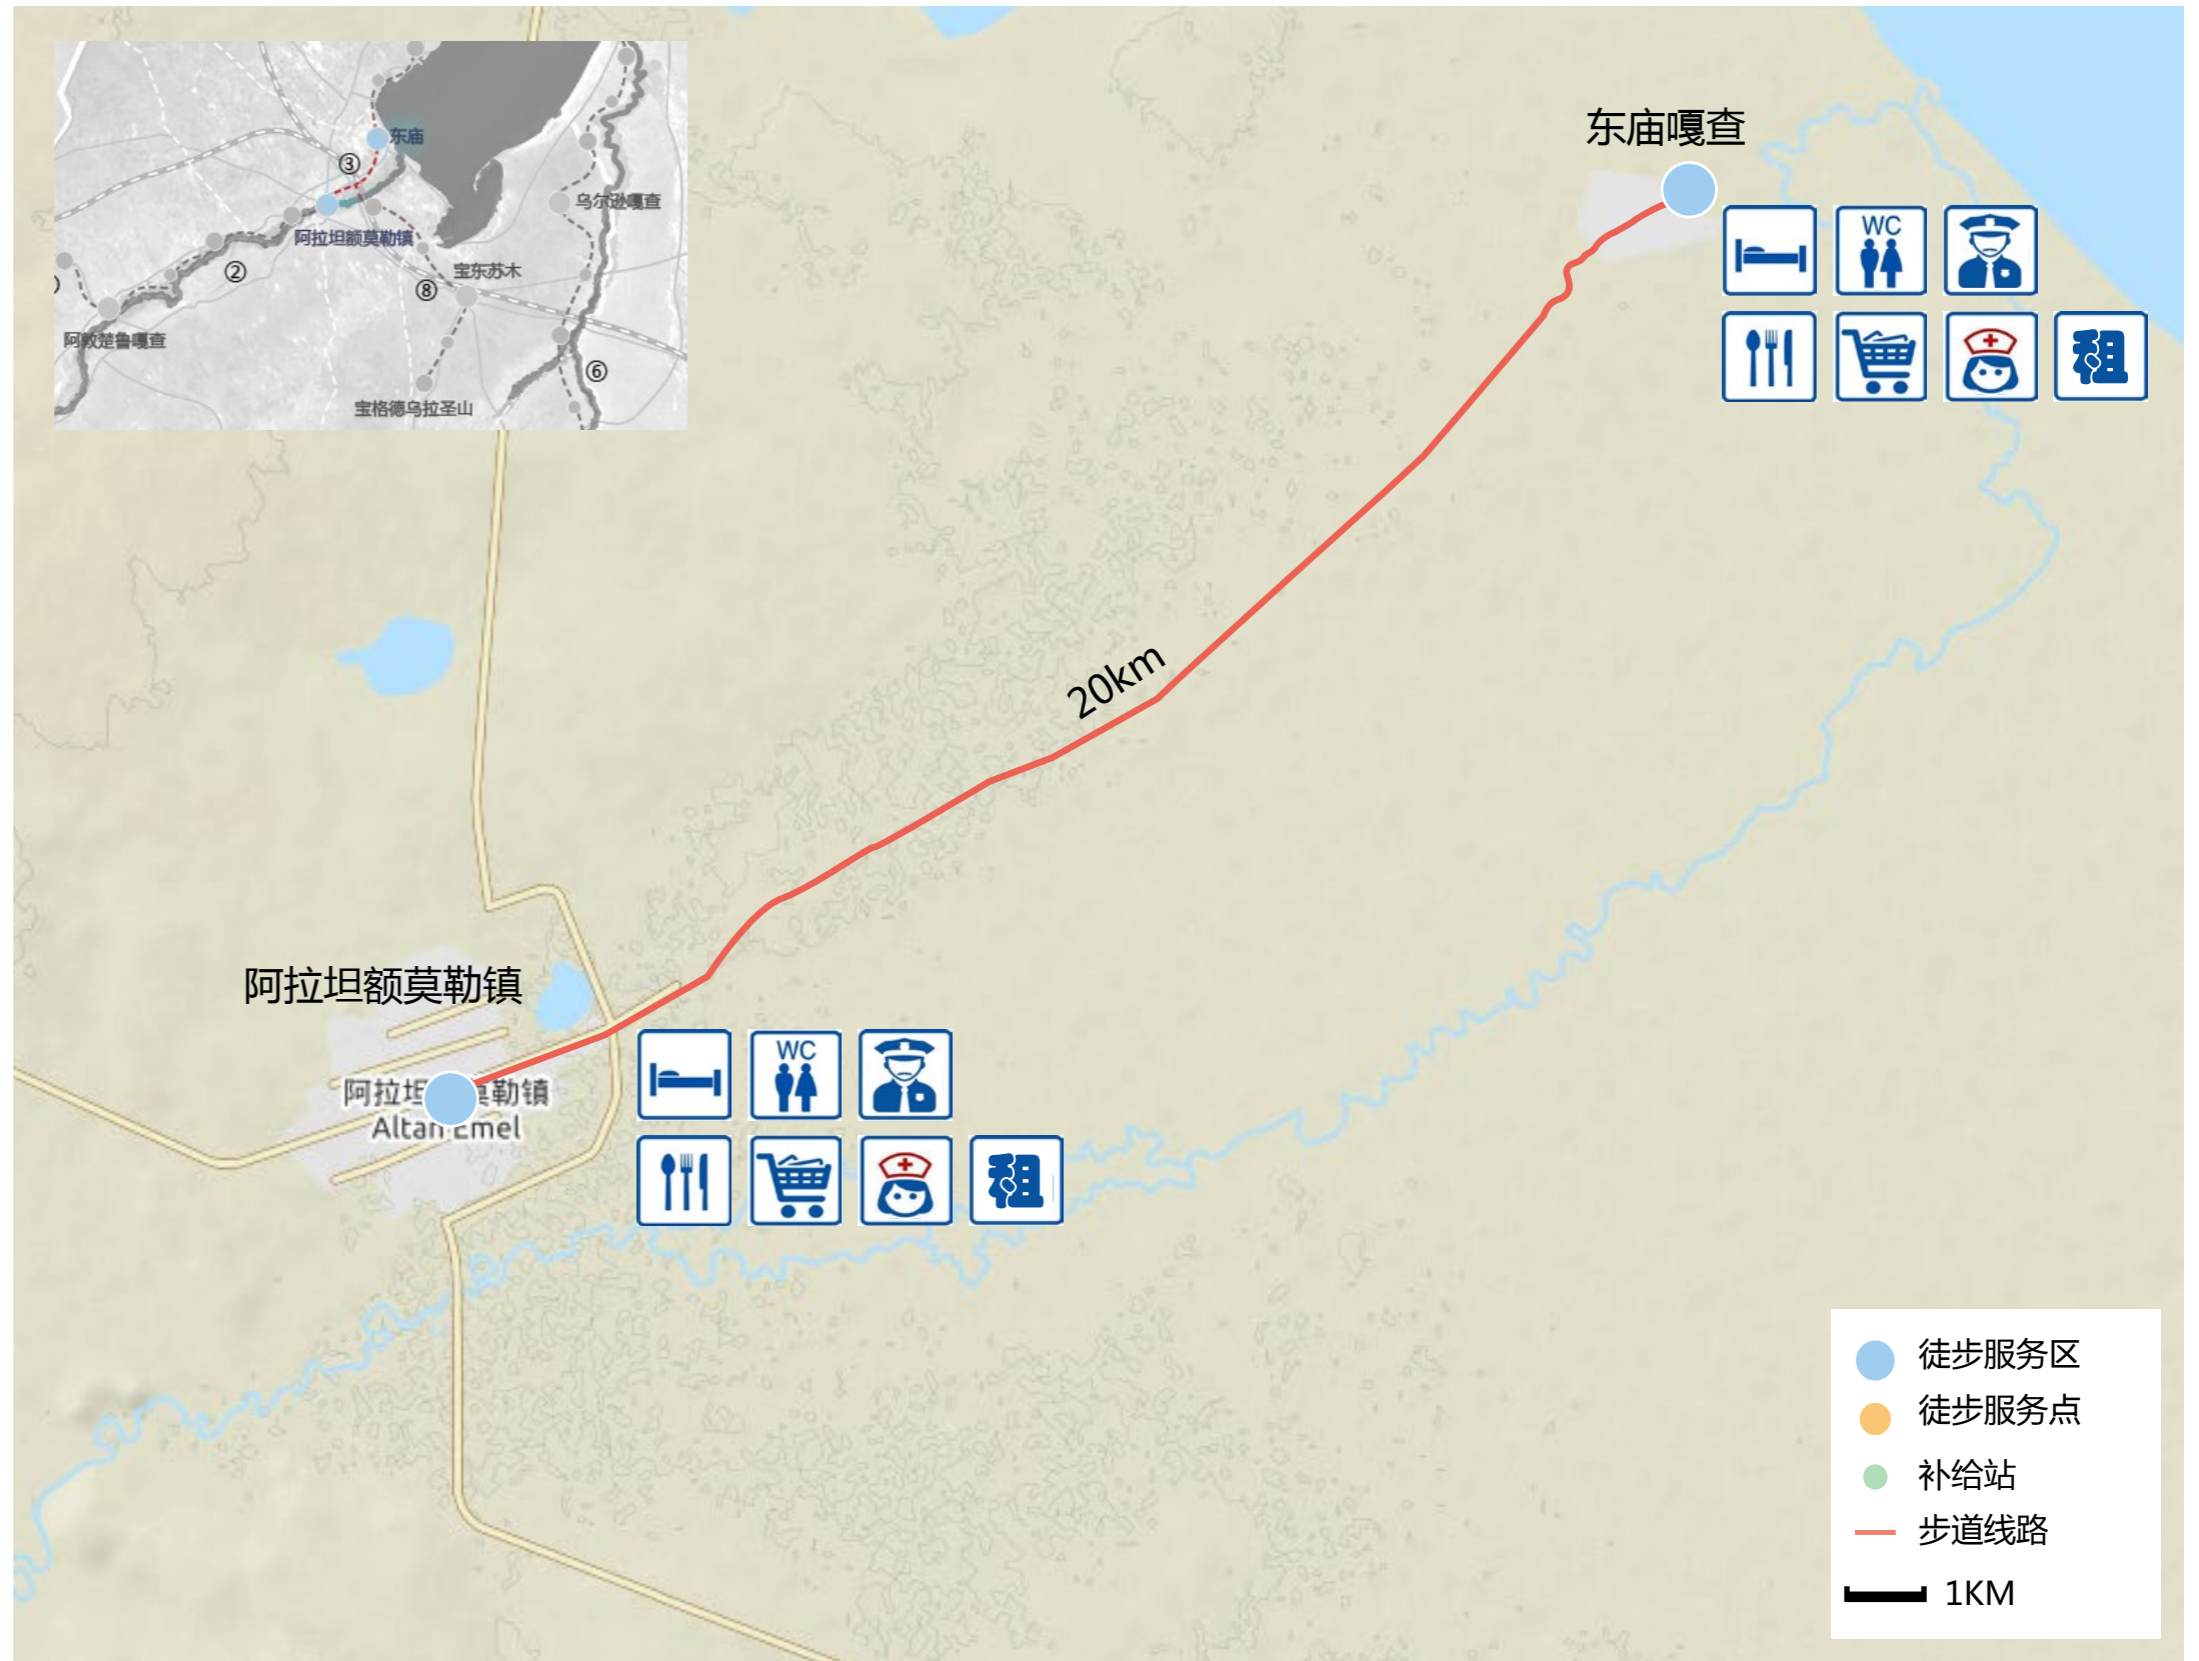 东庙
③
乌尔逊嘎查
阿拉坦额莫勒镇
②
宝东苏木
⑧
阿敦楚鲁嘎查
⑥
宝格德乌拉圣山
东庙嘎查
WC
租
20km
阿拉坦额莫勒镇
阿拉坦 莫勒镇
Altan Emel
WC
租
徒步服务区
徒步服务点
补给站
步道线路
1KM